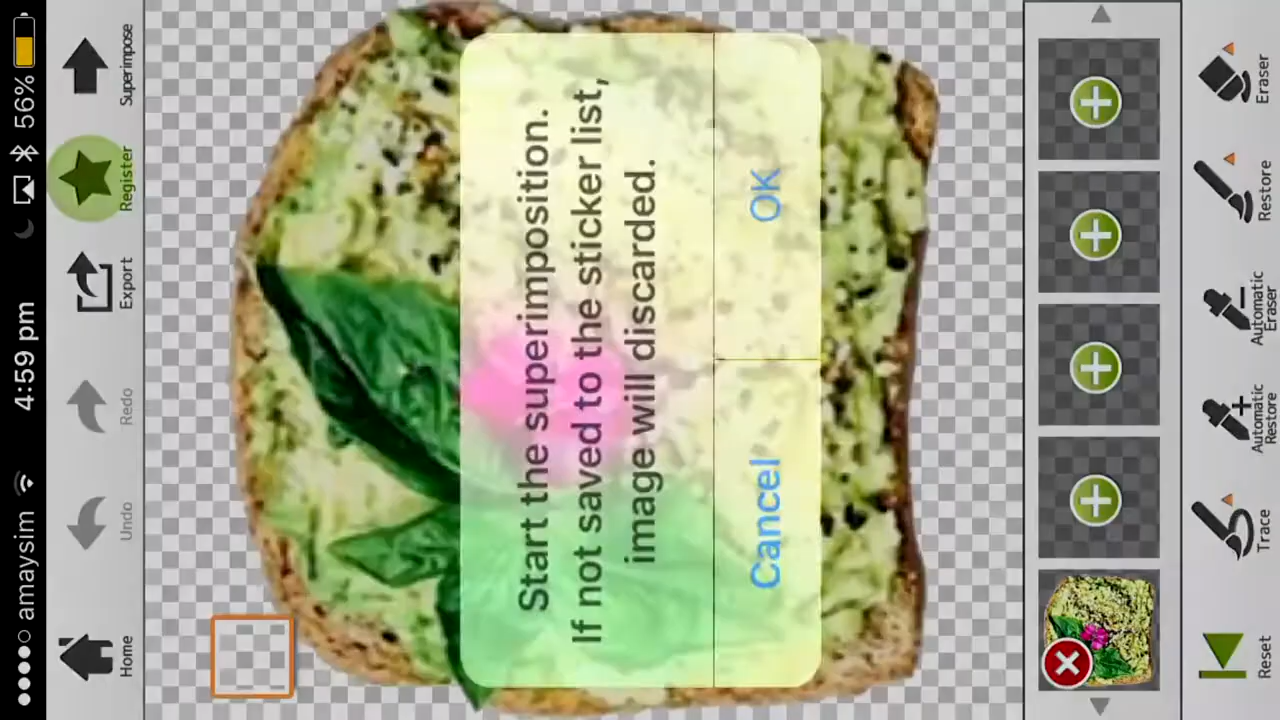 ●●●●○ amaysim 4:59 pm 56%
Home
Undo
Redo
Export
Register
Superimpose
Start the superimposition.
If not saved to the sticker list,
image will discarded.
Cancel
OK
Reset
Trace
Automatic
Restore
Automatic
Eraser
Restore
Eraser